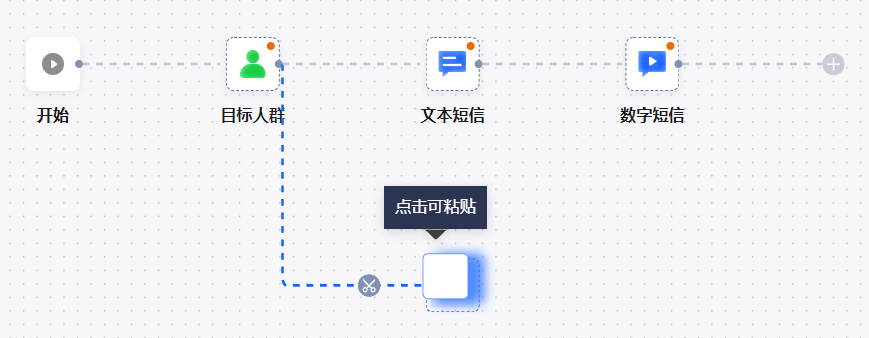 开始
目标人群
文本短信
数字短信
点击可粘贴